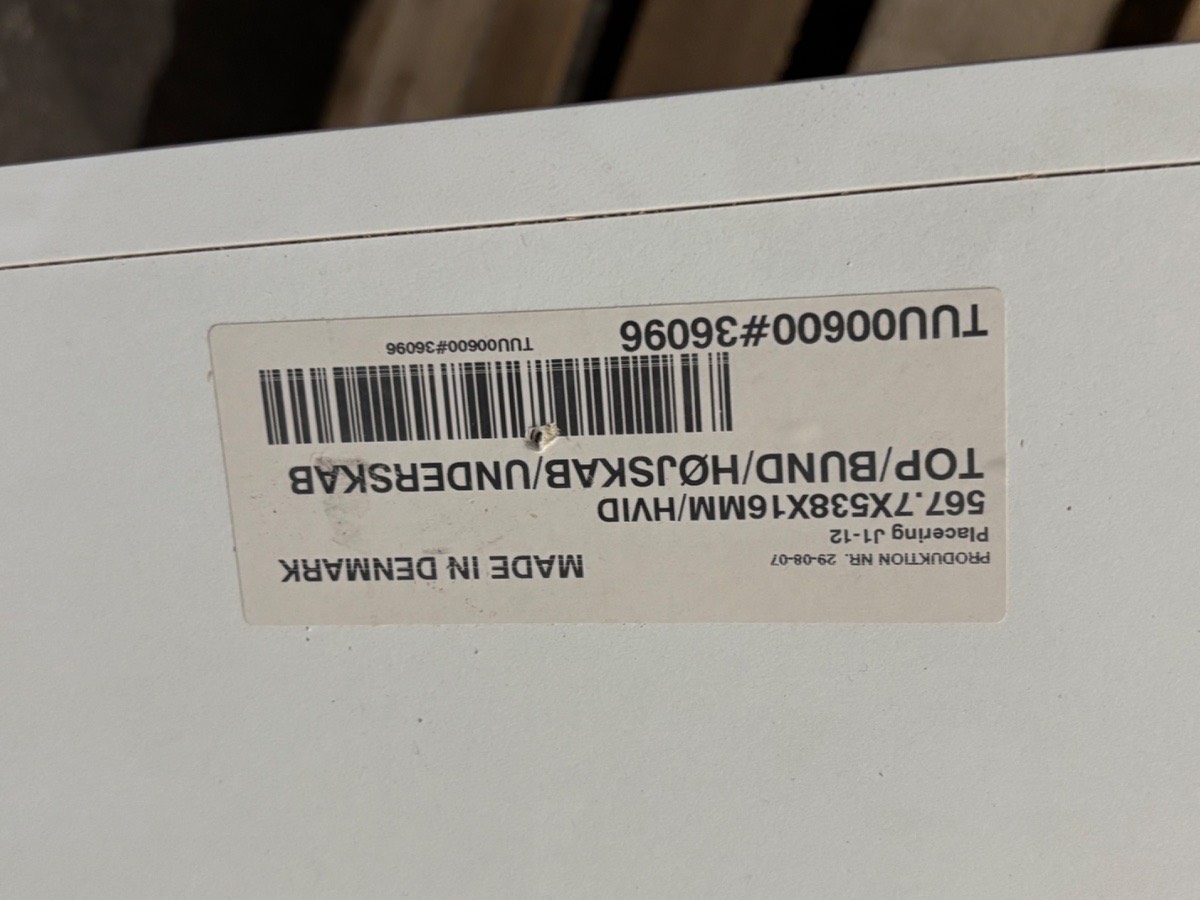 PRODUKTION NR. 29-08-07
MADE IN DENMARK
Placering J1-12
567.7X538X16MM/HVID
TOP/BUND/HØJSKAB/UNDERSKAB
TUU00600#36096
TUU00600#36096